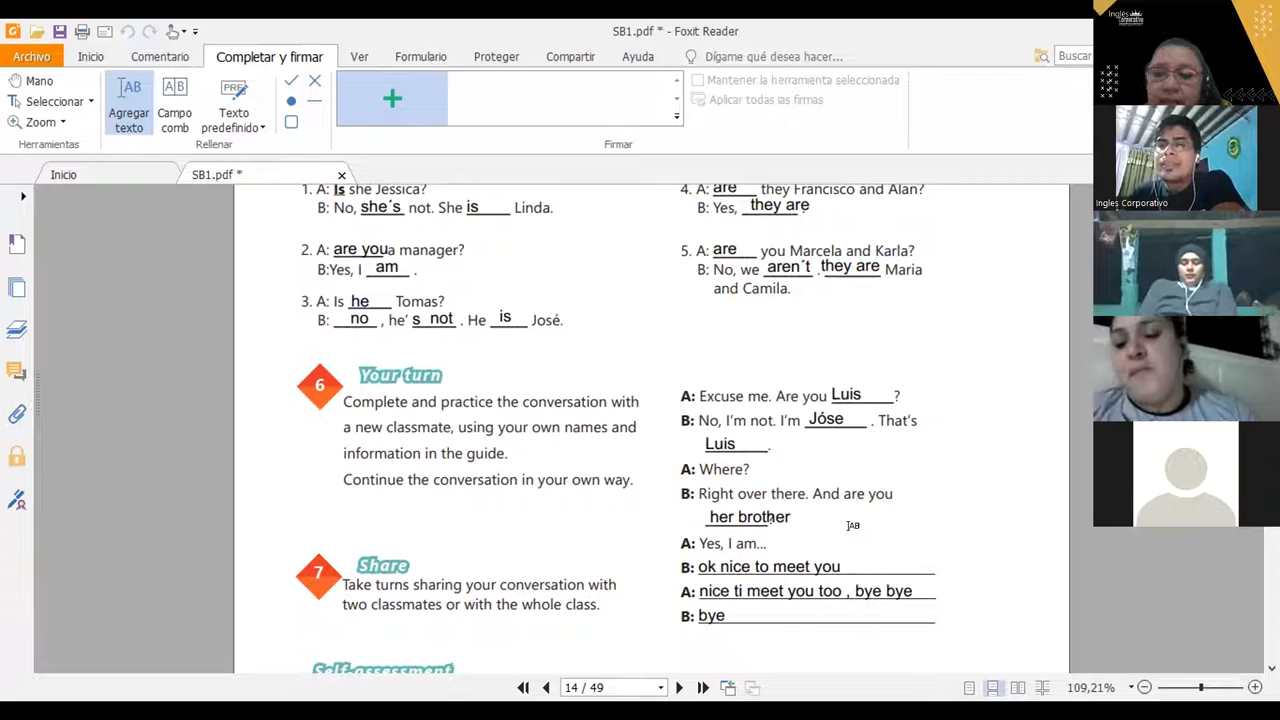 SB1.pdf * - Foxit Reader
Archivo Inicio Comentario Completar y firmar Ver Formulario Proteger Compartir Ayuda Dígame qué desea hacer... Buscar
Mano
Seleccionar
Zoom
Herramientas
Agregar texto
Campo comb
PRE
Texto predefinido
Rellenar
Mantener la herramienta seleccionada
Aplicar todas las firmas
Firmar
Inicio SB1.pdf *
1. A: Is she Jessica?
B: No, she´s not. She is Linda.
2. A: are you a manager?
B:Yes, I am .
3. A: Is he Tomas?
B: no , he' s not . He is José.
4. A: are they Francisco and Alan?
B: Yes, they are .
5. A: are you Marcela and Karla?
B: No, we aren´t . they are Maria
and Camila.
6 Your turn
Complete and practice the conversation with
a new classmate, using your own names and
information in the guide.
Continue the conversation in your own way.
7 Share
Take turns sharing your conversation with
two classmates or with the whole class.
A: Excuse me. Are you Luis ?
B: No, I'm not. I'm Jóse . That's
Luis .
A: Where?
B: Right over there. And are you
her brother ?
A: Yes, I am...
B: ok nice to meet you
A: nice ti meet you too , bye bye
B: bye
Self-assessment
14 / 49
109,21%
Inglés Corporativo
Ingles Corporativo